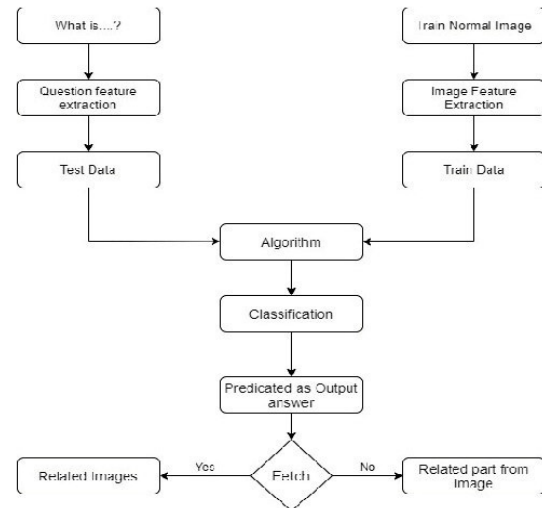 What is....?
Train Normal Image
Question feature
extraction
Image Feature
Extraction
Test Data
Train Data
Algorithm
Classification
Predicated as Output
answer
Related Images
Yes
Fetch
No
Related part from
Image